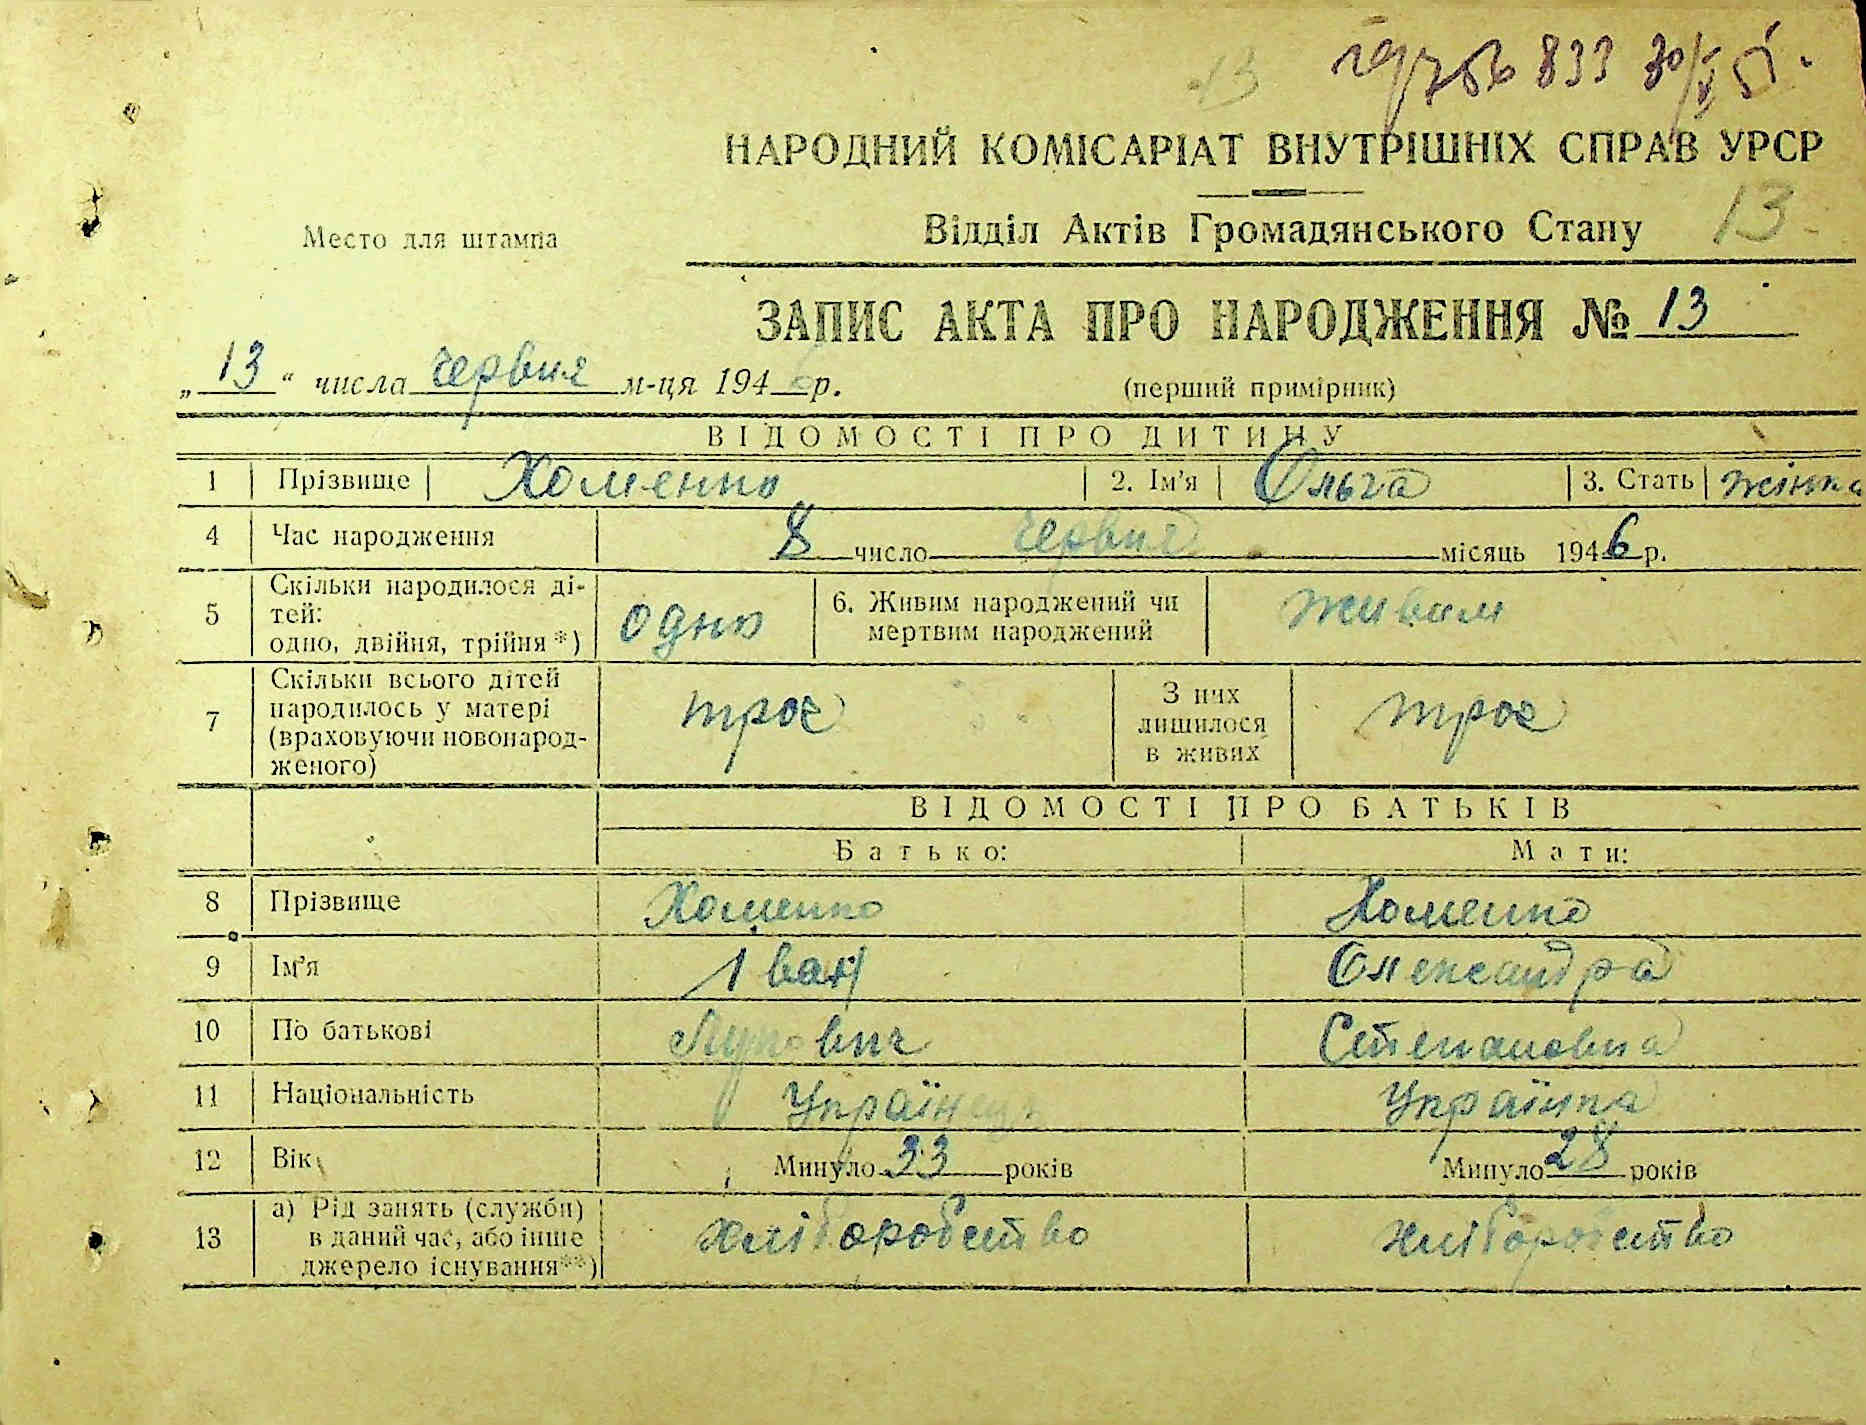 833 30/V 51.
13
НАРОДНИЙ КОМІСАРІАТ ВНУТРІШНІХ СПРАВ УРСР
Відділ Актів Громадянського Стану 13
Место для штампа
ЗАПИС АКТА ПРО НАРОДЖЕННЯ № 13
„13“ числа червня м-ця 1946 р.
(перший примірник)
ВІДОМОСТІ ПРО ДИТИНУ
1 Прізвище Хоменко 2. Ім'я Ольга 3. Стать жінка
4 Час народження 8 число червня місяць 1946 р.
5 Скільки народилося ді-
тей:
одно, двійня, трійня *) одно
6. Живим народжений чи
мертвим народжений живим
7 Скільки всього дітей
народилось у матері
(враховуючи новонарод-
женого) троє
З них
лишилося
в живих троє
ВІДОМОСТІ ПРО БАТЬКІВ
Батько: Мати:
8 Прізвище Хоменко Хоменко
9 Ім'я Іван Олександра
10 По батькові Степановна
11 Національність Українець Українка
12 Вік Минуло 33 років Минуло 28 років
13 а) Рід занять (служби)
в даний час, або інше
джерело існування**) хліборобство хліборобство